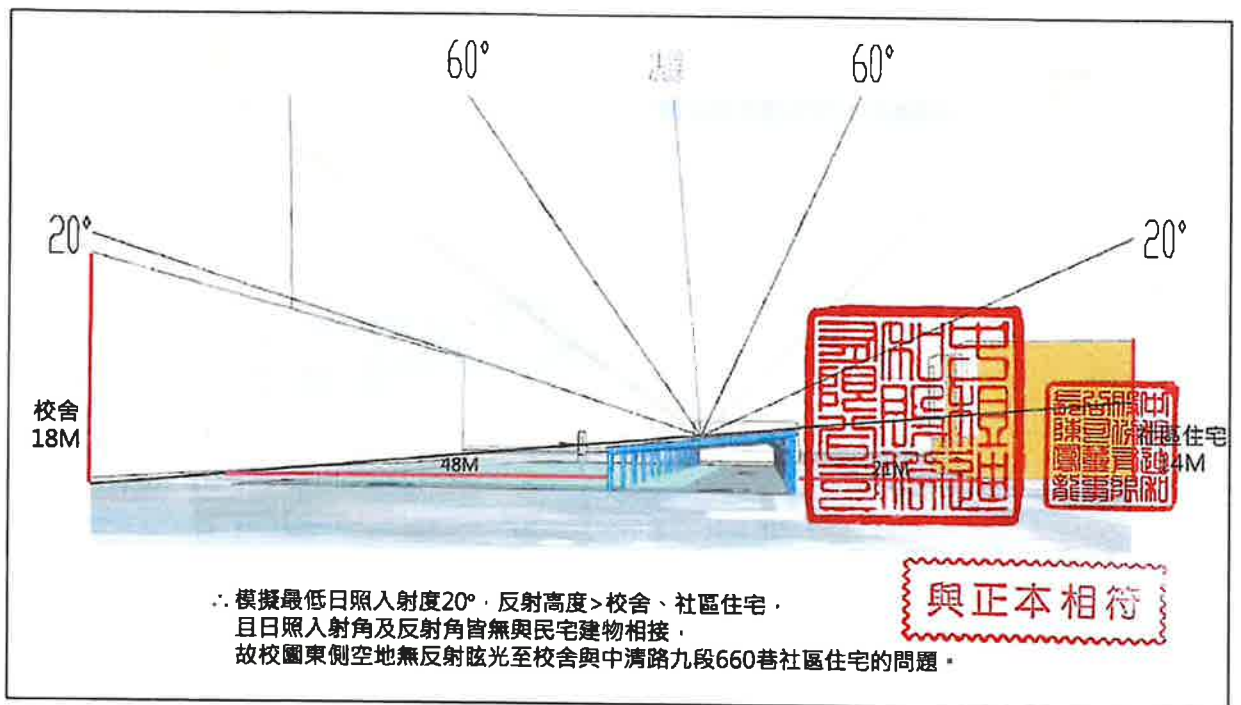 60°
60°
20°
20°
校舍
18M
48M
區住宅
4M
與正本相符
∴ 模擬最低日照入射度20°，反射高度>校舍、社區住宅，
且日照入射角及反射角皆無與民宅建物相接，
故校園東側空地無反射眩光至校舍與中清路九段660巷社區住宅的問題。